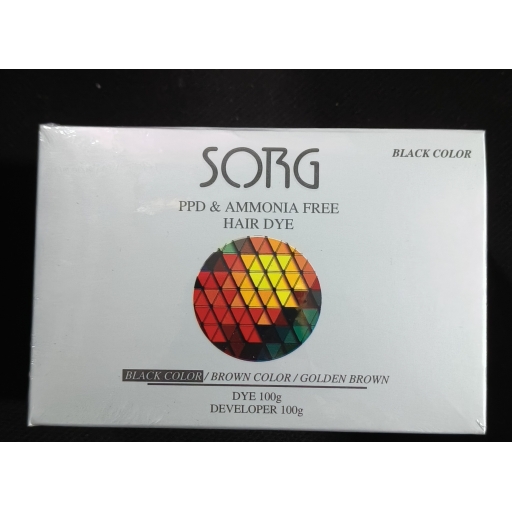 SORG
BLACK COLOR
PPD & AMMONIA FREE
HAIR DYE
BLACK COLOR / BROWN COLOR / GOLDEN BROWN
DYE 100g
DEVELOPER 100g